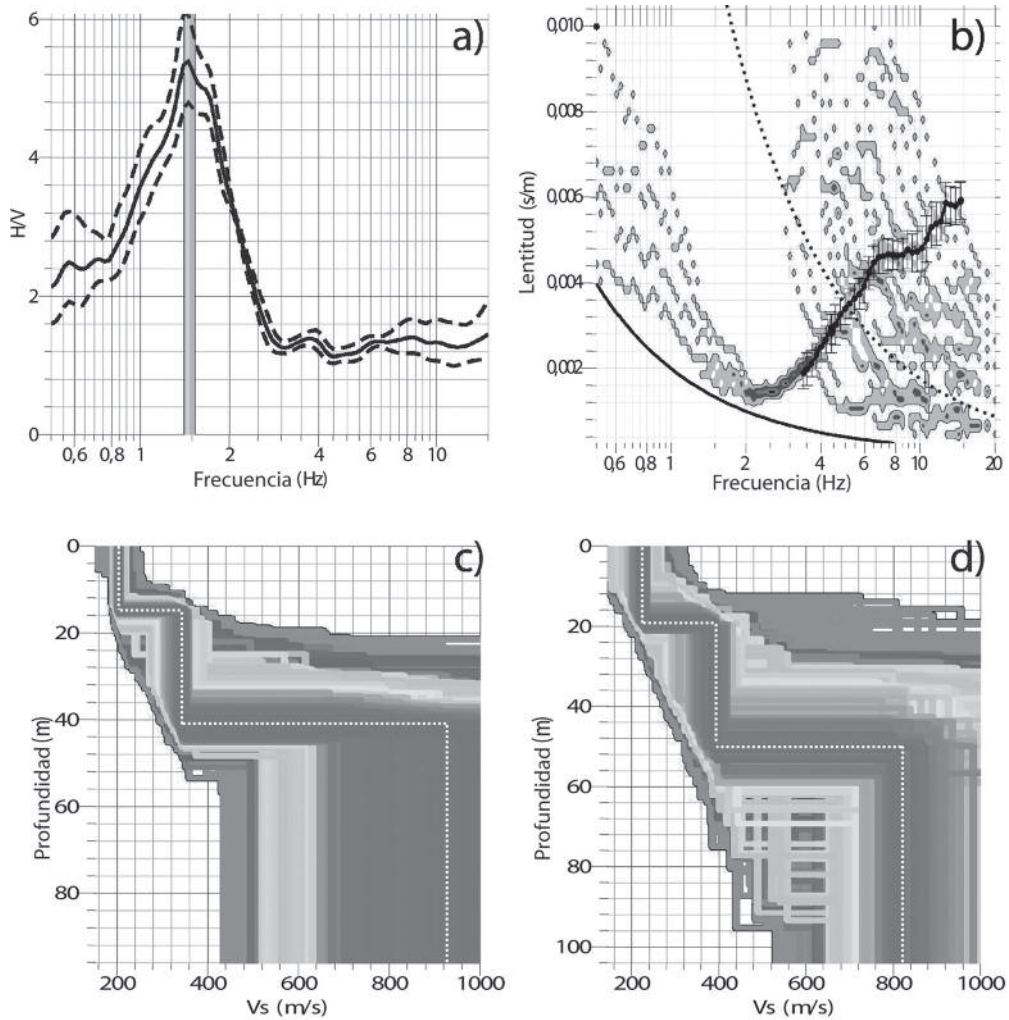 a)
6
4
2
0
H/V
0,6 0,8 1 2 4 6 8 10
Frecuencia (Hz)
b)
0,010
0,008
0,006
0,004
0,002
Lentitud (s/m)
0,6 0,8 1 2 4 6 8 10 20
Frecuencia (Hz)
c)
0
20
40
60
80
Profundidad (m)
200 400 600 800 1000
Vs (m/s)
d)
0
20
40
60
80
100
Profundidad (m)
200 400 600 800 1000
Vs (m/s)